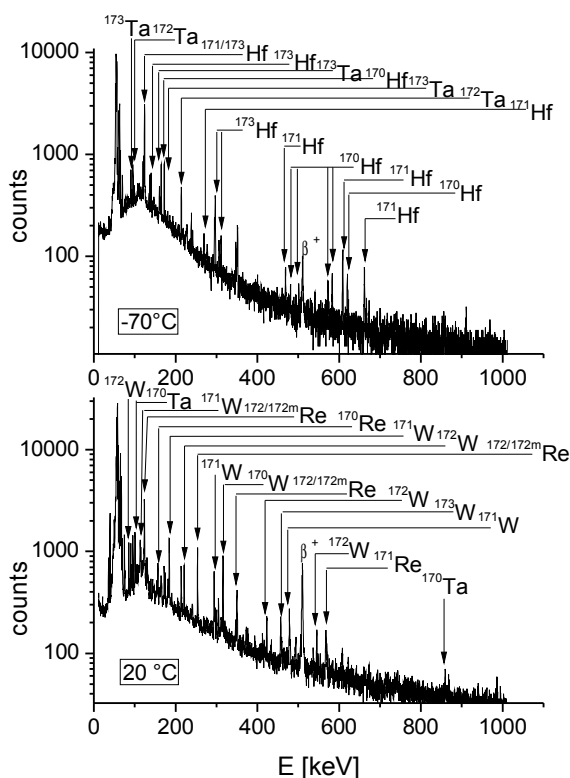 ¹⁷³Ta ¹⁷²Ta ¹⁷¹/¹⁷³Hf ¹⁷³Hf ¹⁷³Ta ¹⁷⁰Hf ¹⁷³Ta ¹⁷²Ta ¹⁷¹Hf
¹⁷³Hf ¹⁷¹Hf ¹⁷⁰Hf ¹⁷¹Hf ¹⁷⁰Hf ¹⁷¹Hf
β⁺
10000
1000
100
counts
-70°C
0 200 400 600 800 1000
¹⁷²W ¹⁷⁰Ta ¹⁷¹W ¹⁷²/¹⁷²ᵐRe ¹⁷⁰Re ¹⁷¹W ¹⁷²W ¹⁷²/¹⁷²ᵐRe
¹⁷¹W ¹⁷⁰W ¹⁷²/¹⁷²ᵐRe ¹⁷²W ¹⁷³W ¹⁷¹W
β⁺ ¹⁷²W ¹⁷¹Re ¹⁷⁰Ta
10000
1000
100
counts
20 °C
0 200 400 600 800 1000
E [keV]